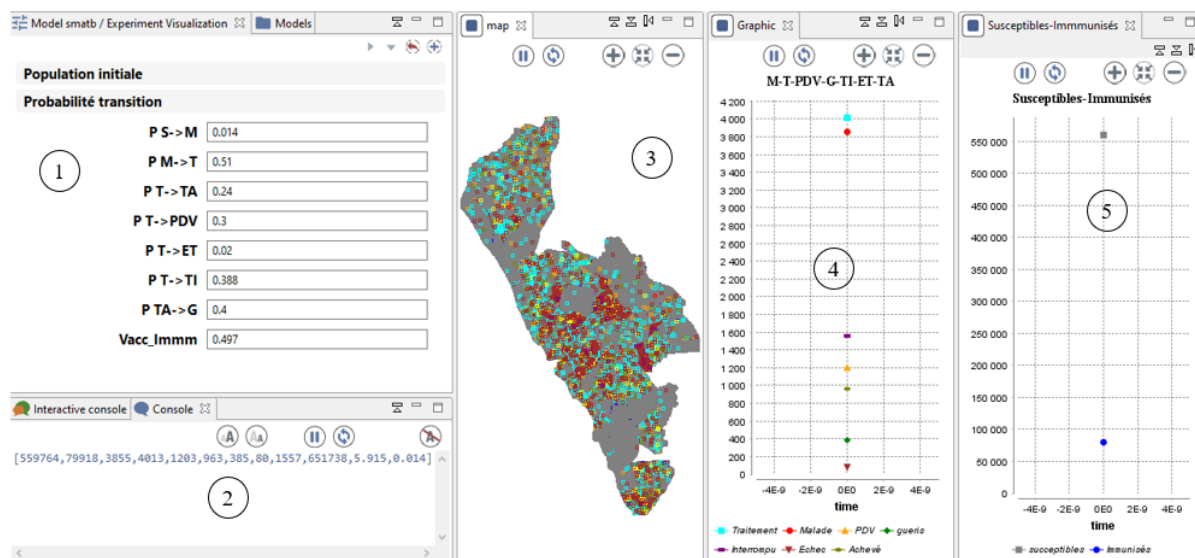 Model smatb / Experiment Visualization
Models
Population initiale
Probabilité transition
P S->M 0.014
P M->T 0.51
P T->TA 0.24
P T->PDV 0.3
P T->ET 0.02
P T->TI 0.388
P TA->G 0.4
Vacc_Immm 0.497
1
Interactive console
Console
[559764,79918,3855,4013,1203,963,385,80,1557,651738,5.915,0.014]
2
map
3
Graphic
M-T-PDV-G-TI-ET-TA
4 200
4 000
3 800
3 600
3 400
3 200
3 000
2 800
2 600
2 400
2 200
2 000
1 800
1 600
1 400
1 200
1 000
800
600
400
200
0
4
-4E-9 -2E-9 0E0 2E-9 4E-9
time
Traitement Malade PDV gueris
Interrompu Echec Achevé
Susceptibles-Immmunisés
Susceptibles-Immunisés
550 000
500 000
450 000
400 000
350 000
300 000
250 000
200 000
150 000
100 000
50 000
0
5
-4E-9 -2E-9 0E0 2E-9 4E-9
time
susceptibles Immunisés